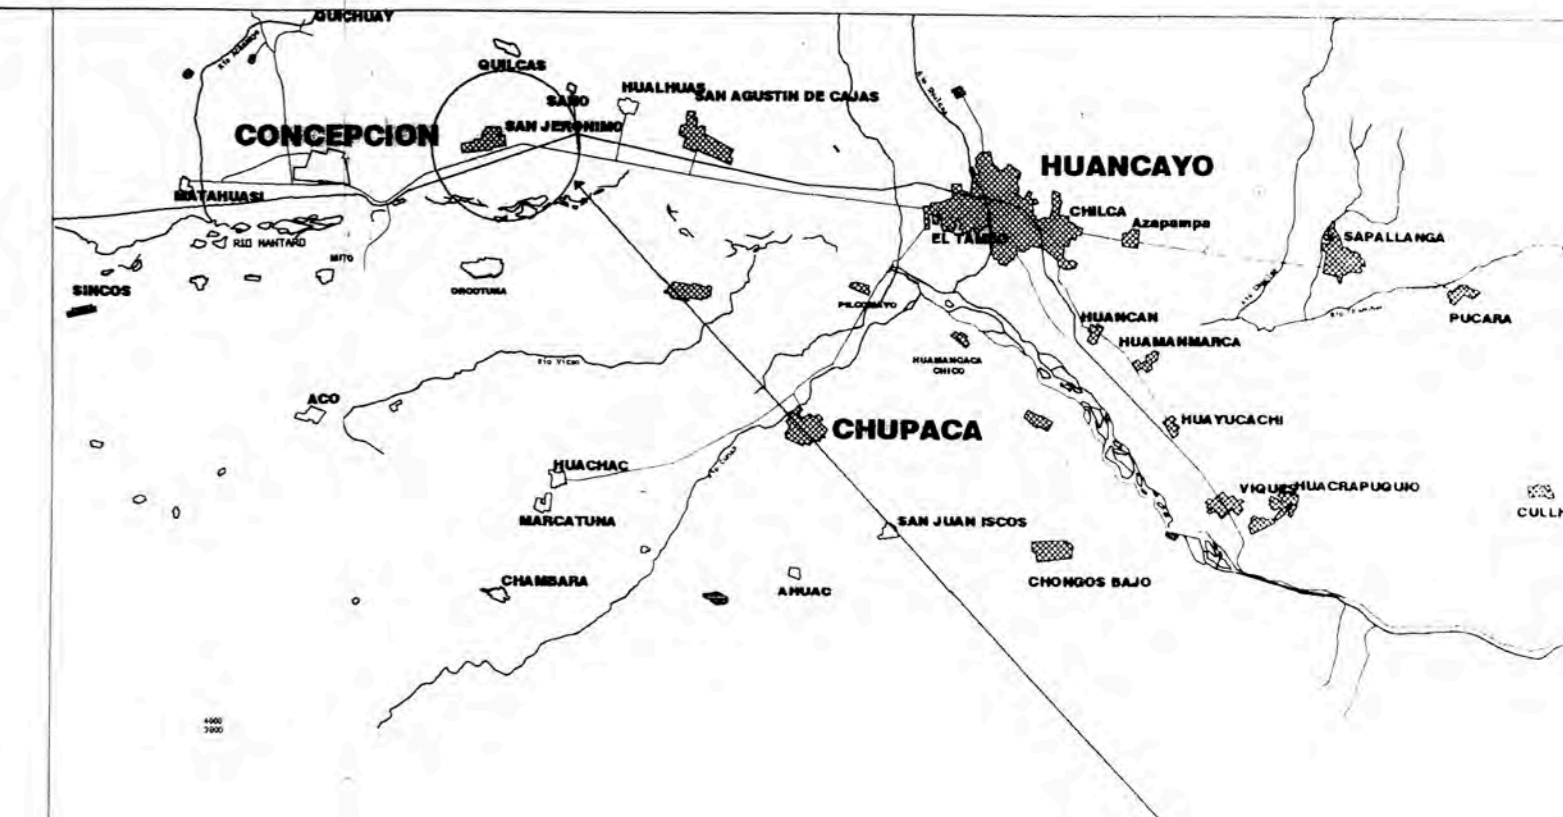 QUICHUAY
QUILCAS
SAÑO
HUALHUAS
SAN AGUSTIN DE CAJAS
SAN JERONIMO
CONCEPCION
HUANCAYO
MATAHUASI
CHILCA
Azapampa
EL TAMBO
SAPALLANGA
RIO MANTARO
MITO
SINCOS
ORCOTUNA
PILCOMAYO
PUCARA
HUANCAN
HUAMANMARCA
HUAMANGACA
CHICO
ACO
CHUPACA
HUAYUCACHI
HUACHAC
VIQUES
HUACRAPUQUIO
MARCATUNA
SAN JUAN ISCOS
CHAMBARA
AHUAC
CHONGOS BAJO